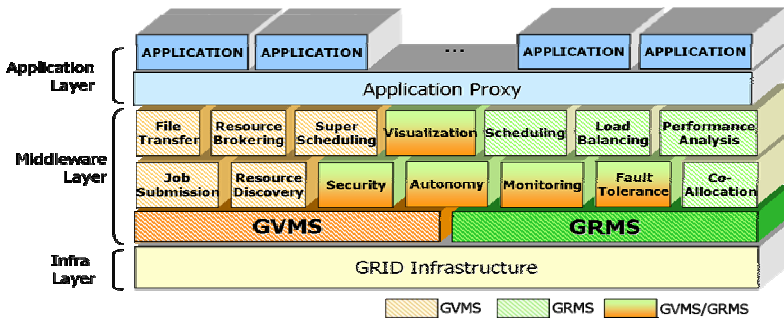 APPLICATION APPLICATION ... APPLICATION APPLICATION
Application Layer
Application Proxy
File Transfer Resource Brokering Super Scheduling Visualization Scheduling Load Balancing Performance Analysis
Middleware Layer
Job Submission Resource Discovery Security Autonomy Monitoring Fault Tolerance Co-Allocation
GVMS GRMS
Infra Layer
GRID Infrastructure
GVMS GRMS GVMS/GRMS